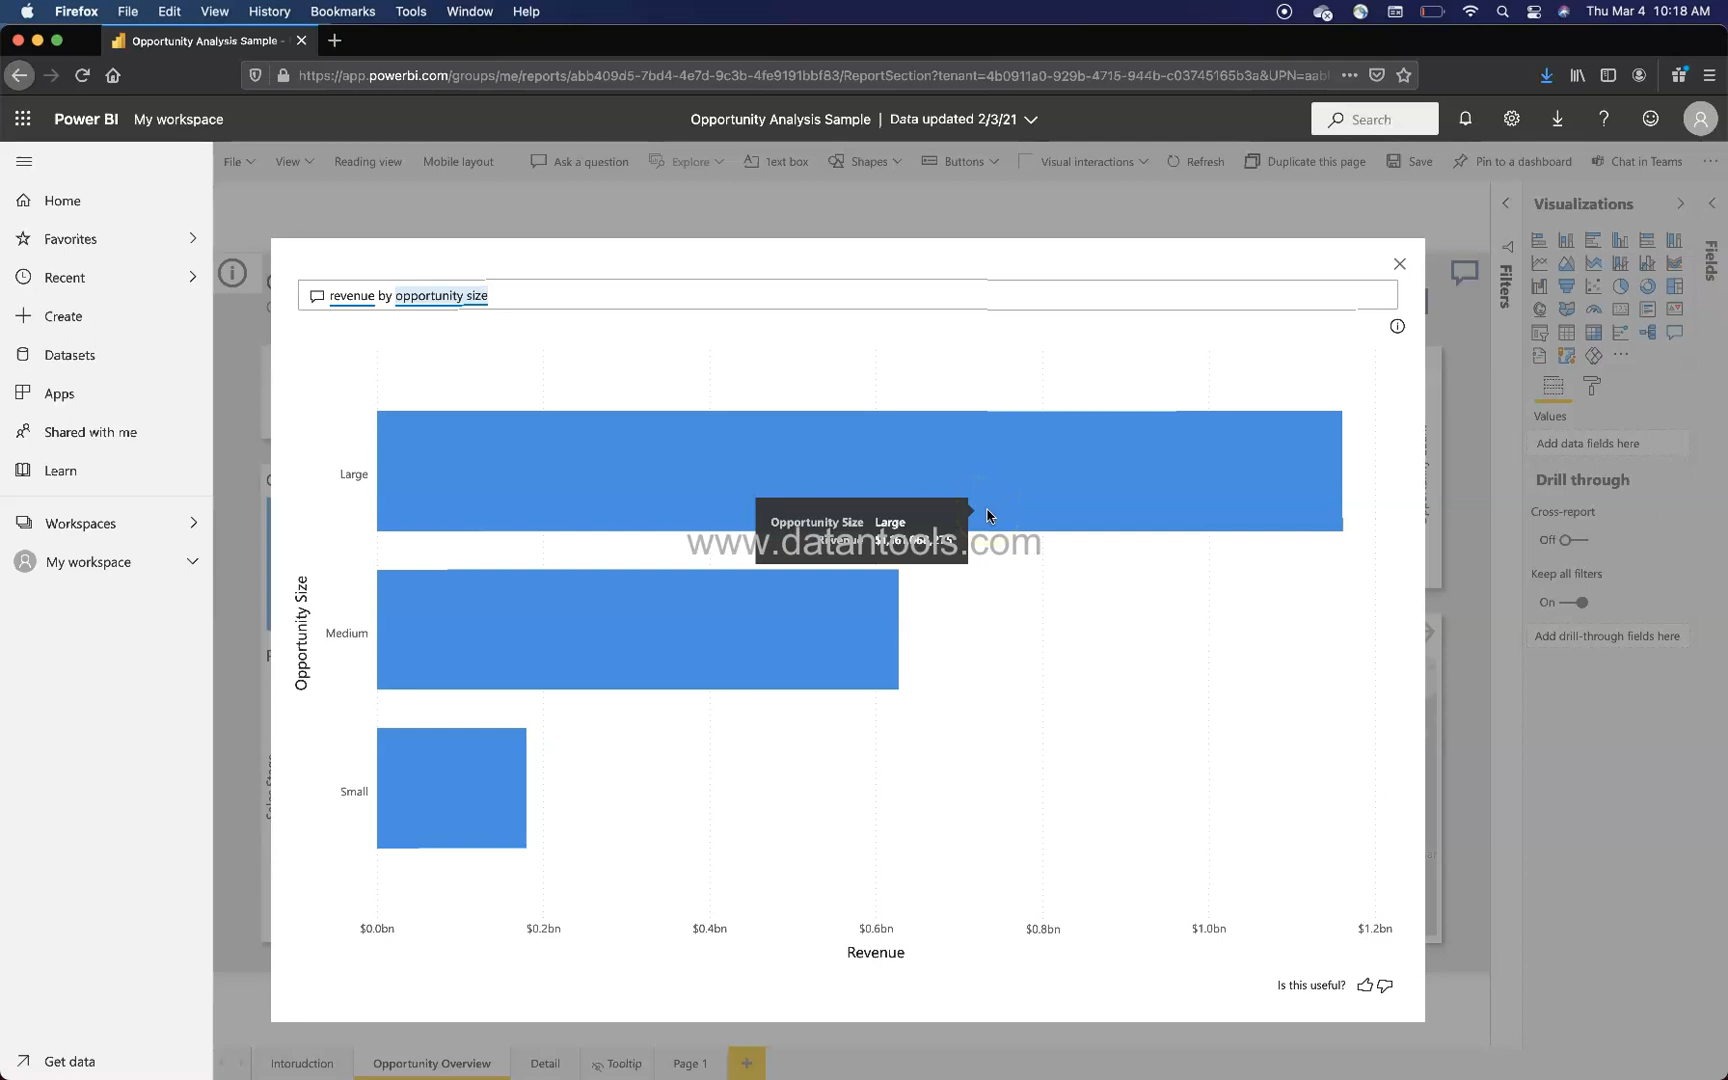 Firefox File Edit View History Bookmarks Tools Window Help Thu Mar 4 10:18 AM
Opportunity Analysis Sample -
https://app.powerbi.com/groups/me/reports/abb409d5-7bd4-4e7d-9c3b-4fe9191bbf83/ReportSection?tenant=4b0911a0-929b-4715-944b-c03745165b3a&UPN=aabl
Power BI My workspace Opportunity Analysis Sample | Data updated 2/3/21 Search
File View Reading view Mobile layout Ask a question Explore Text box Shapes Buttons Visual interactions Refresh Duplicate this page Save Pin to a dashboard Chat in Teams
Home
Favorites
Recent
Create
Datasets
Apps
Shared with me
Learn
Workspaces
My workspace
Get data
revenue by opportunity size
Large
Opportunity Size Large
Revenue
www.datantools.com
Opportunity Size
Medium
Small
$0.0bn $0.2bn $0.4bn $0.6bn $0.8bn $1.0bn $1.2bn
Revenue
Is this useful?
Filters
Visualizations
Fields
Values
Add data fields here
Drill through
Cross-report
Off
Keep all filters
On
Add drill-through fields here
Intorudction Opportunity Overview Detail Tooltip Page 1